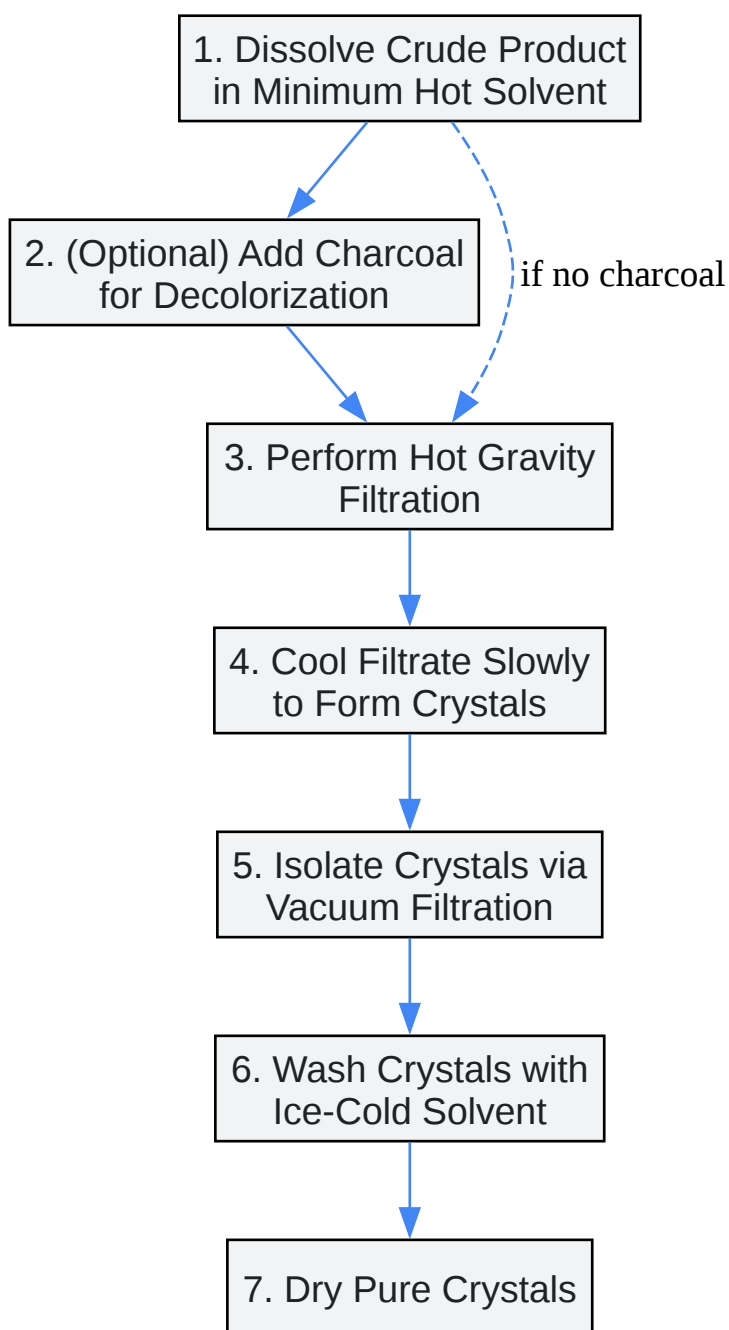 1. Dissolve Crude Product
in Minimum Hot Solvent
2. (Optional) Add Charcoal
for Decolorization
if no charcoal
3. Perform Hot Gravity
Filtration
4. Cool Filtrate Slowly
to Form Crystals
5. Isolate Crystals via
Vacuum Filtration
6. Wash Crystals with
Ice-Cold Solvent
7. Dry Pure Crystals